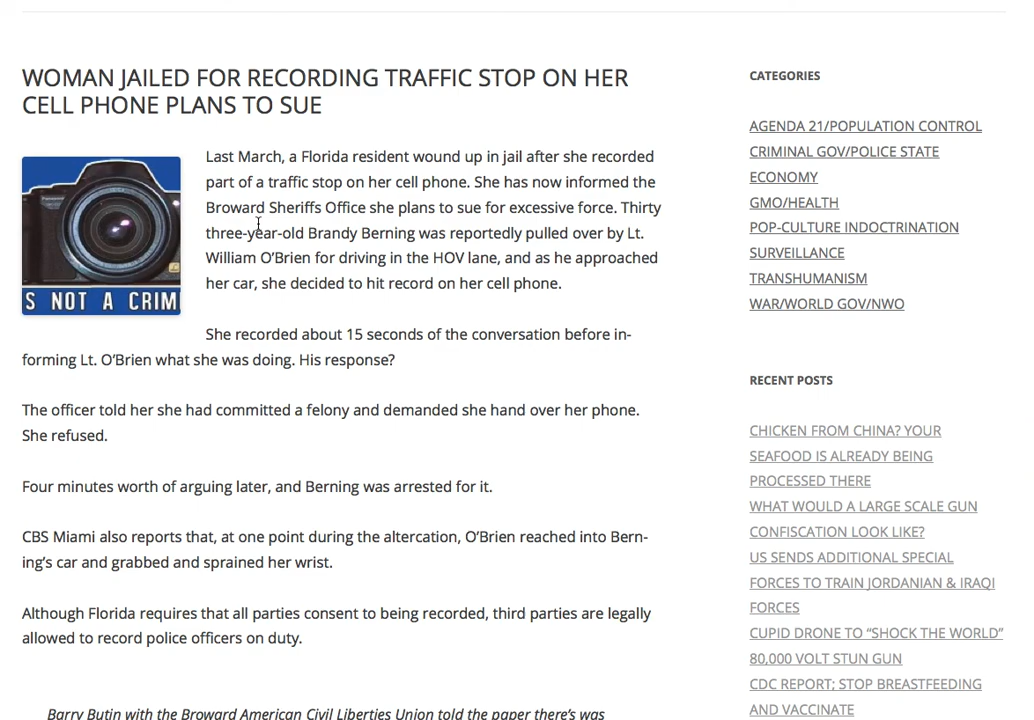 WOMAN JAILED FOR RECORDING TRAFFIC STOP ON HER
CELL PHONE PLANS TO SUE
Last March, a Florida resident wound up in jail after she recorded
part of a traffic stop on her cell phone. She has now informed the
Broward Sheriffs Office she plans to sue for excessive force. Thirty
three-year-old Brandy Berning was reportedly pulled over by Lt.
William O’Brien for driving in the HOV lane, and as he approached
her car, she decided to hit record on her cell phone.
S NOT A CRIM
She recorded about 15 seconds of the conversation before in-
forming Lt. O’Brien what she was doing. His response?
The officer told her she had committed a felony and demanded she hand over her phone.
She refused.
Four minutes worth of arguing later, and Berning was arrested for it.
CBS Miami also reports that, at one point during the altercation, O’Brien reached into Bern-
ing’s car and grabbed and sprained her wrist.
Although Florida requires that all parties consent to being recorded, third parties are legally
allowed to record police officers on duty.
Barry Butin with the Broward American Civil Liberties Union told the paper there’s was
CATEGORIES
AGENDA 21/POPULATION CONTROL
CRIMINAL GOV/POLICE STATE
ECONOMY
GMO/HEALTH
POP-CULTURE INDOCTRINATION
SURVEILLANCE
TRANSHUMANISM
WAR/WORLD GOV/NWO
RECENT POSTS
CHICKEN FROM CHINA? YOUR
SEAFOOD IS ALREADY BEING
PROCESSED THERE
WHAT WOULD A LARGE SCALE GUN
CONFISCATION LOOK LIKE?
US SENDS ADDITIONAL SPECIAL
FORCES TO TRAIN JORDANIAN & IRAQI
FORCES
CUPID DRONE TO “SHOCK THE WORLD”
80,000 VOLT STUN GUN
CDC REPORT; STOP BREASTFEEDING
AND VACCINATE